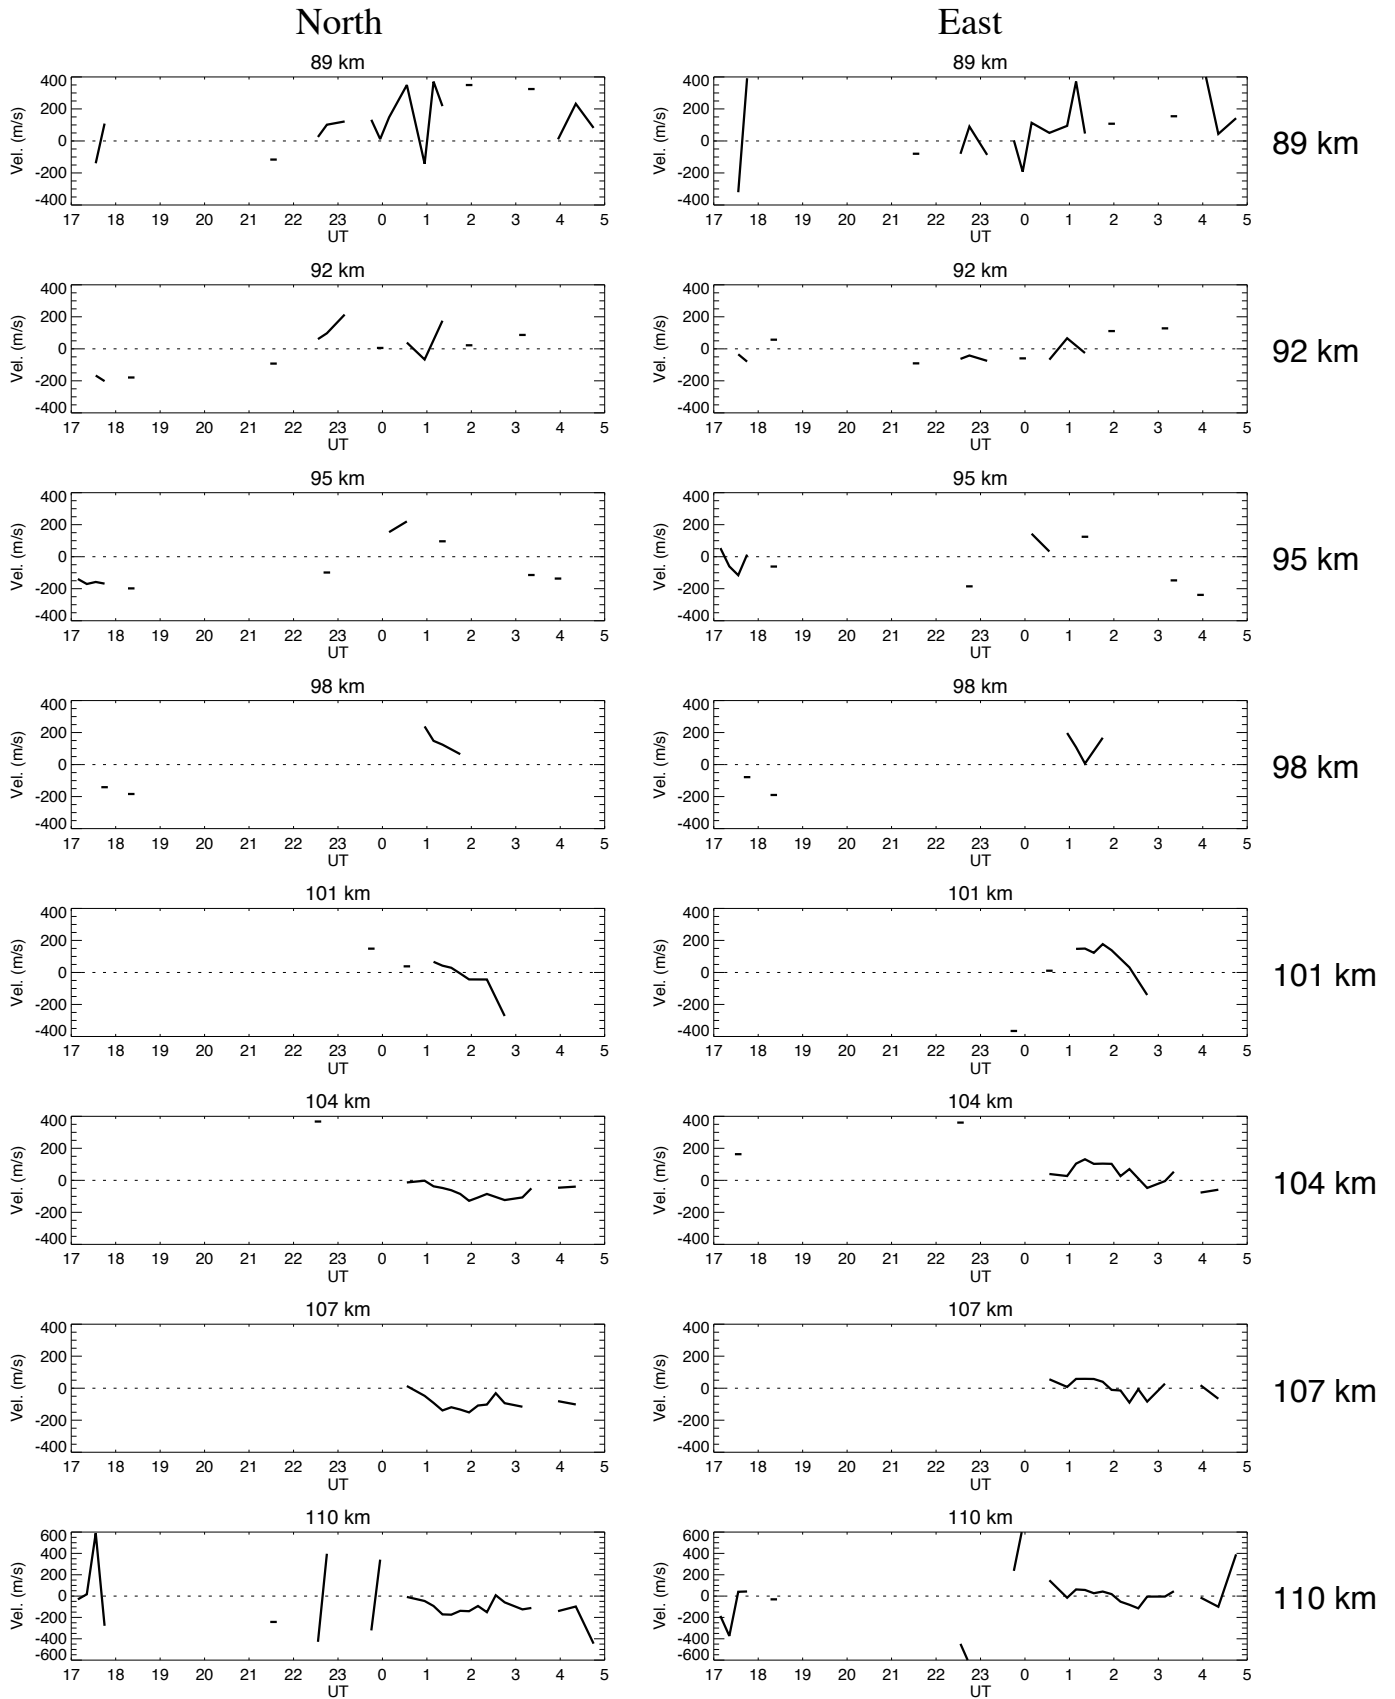 North East
89 km 89 km
Vel. (m/s) 400 200 0 -200 -400 Vel. (m/s) 400 200 0 -200 -400 89 km
17 18 19 20 21 22 23 0 1 2 3 4 5 17 18 19 20 21 22 23 0 1 2 3 4 5
UT UT
92 km 92 km
Vel. (m/s) 400 200 0 -200 -400 Vel. (m/s) 400 200 0 -200 -400 92 km
17 18 19 20 21 22 23 0 1 2 3 4 5 17 18 19 20 21 22 23 0 1 2 3 4 5
UT UT
95 km 95 km
Vel. (m/s) 400 200 0 -200 -400 Vel. (m/s) 400 200 0 -200 -400 95 km
17 18 19 20 21 22 23 0 1 2 3 4 5 17 18 19 20 21 22 23 0 1 2 3 4 5
UT UT
98 km 98 km
Vel. (m/s) 400 200 0 -200 -400 Vel. (m/s) 400 200 0 -200 -400 98 km
17 18 19 20 21 22 23 0 1 2 3 4 5 17 18 19 20 21 22 23 0 1 2 3 4 5
UT UT
101 km 101 km
Vel. (m/s) 400 200 0 -200 -400 Vel. (m/s) 400 200 0 -200 -400 101 km
17 18 19 20 21 22 23 0 1 2 3 4 5 17 18 19 20 21 22 23 0 1 2 3 4 5
UT UT
104 km 104 km
Vel. (m/s) 400 200 0 -200 -400 Vel. (m/s) 400 200 0 -200 -400 104 km
17 18 19 20 21 22 23 0 1 2 3 4 5 17 18 19 20 21 22 23 0 1 2 3 4 5
UT UT
107 km 107 km
Vel. (m/s) 400 200 0 -200 -400 Vel. (m/s) 400 200 0 -200 -400 107 km
17 18 19 20 21 22 23 0 1 2 3 4 5 17 18 19 20 21 22 23 0 1 2 3 4 5
UT UT
110 km 110 km
Vel. (m/s) 600 400 200 0 -200 -400 -600 Vel. (m/s) 600 400 200 0 -200 -400 -600 110 km
17 18 19 20 21 22 23 0 1 2 3 4 5 17 18 19 20 21 22 23 0 1 2 3 4 5
UT UT